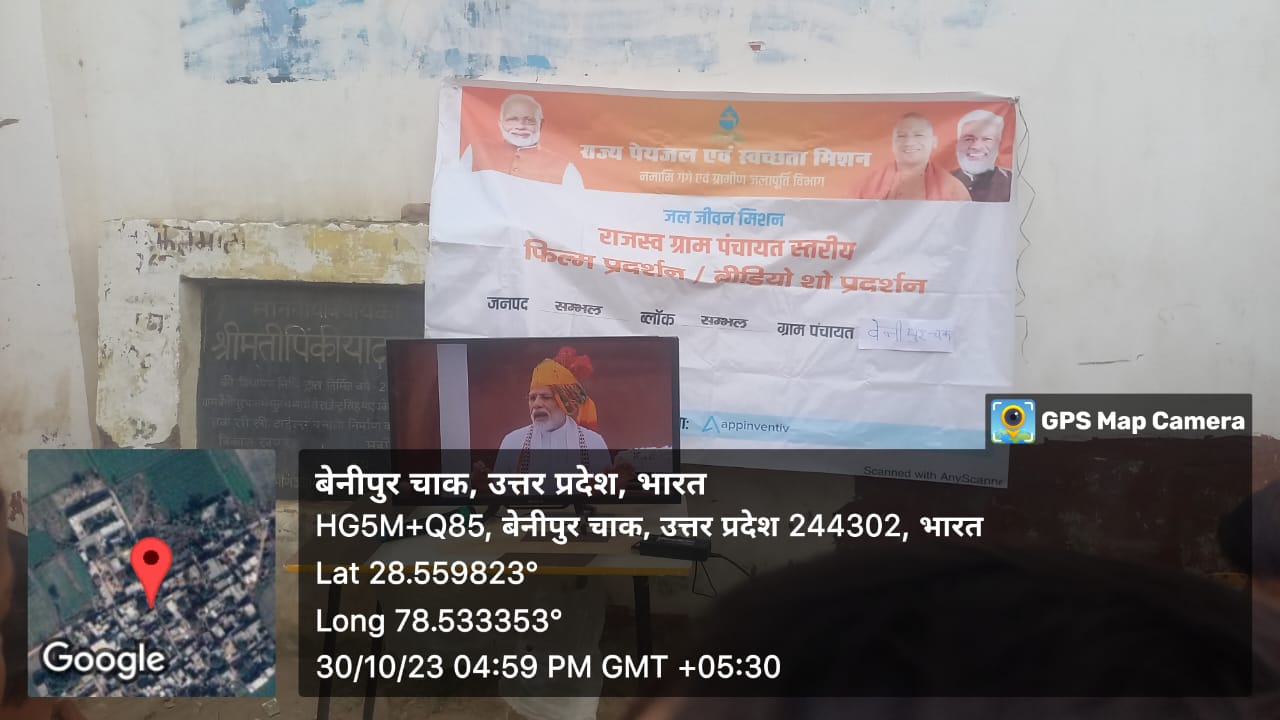 राज्य पेयजल एवं स्वच्छता मिशन
नमामि गंगे एवं ग्रामीण जलापूर्ति विभाग
जल जीवन मिशन
राजस्व ग्राम पंचायत स्तरीय
फिल्म प्रदर्शन / वीडियो शो प्रदर्शन
जनपद सम्भल ब्लॉक सम्भल ग्राम पंचायत बेनीपुर चक
appinventiv
Scanned with AnyScanne
श्रीमती पिंकी याद
GPS Map Camera
बेनीपुर चाक, उत्तर प्रदेश, भारत
HG5M+Q85, बेनीपुर चाक, उत्तर प्रदेश 244302, भारत
Lat 28.559823°
Long 78.533353°
30/10/23 04:59 PM GMT +05:30
Google